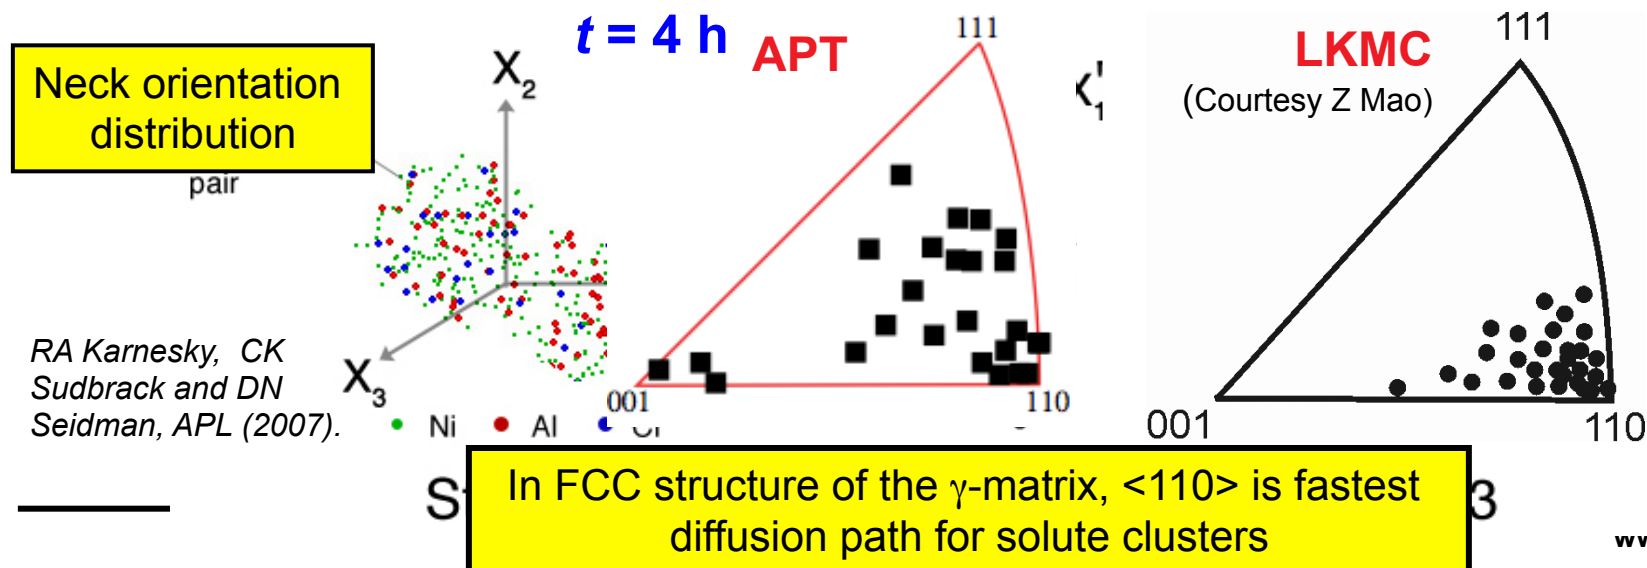 t = 4 h
APT
111
LKMC
(Courtesy Z Mao)
111
Neck orientation
distribution
pair
X2
X1'
X3
RA Karnesky, CK
Sudbrack and DN
Seidman, APL (2007).
Ni
Al
001
110
001
110
In FCC structure of the γ-matrix, <110> is fastest
diffusion path for solute clusters
3